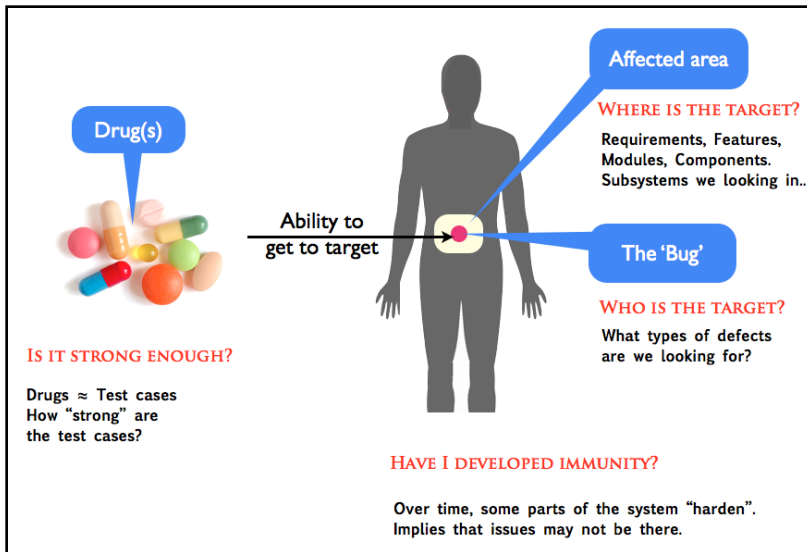 Drug(s)
IS IT STRONG ENOUGH?
Drugs ≈ Test cases
How “strong” are
the test cases?
Ability to
get to target
Affected area
WHERE IS THE TARGET?
Requirements, Features,
Modules, Components.
Subsystems we looking in..
The ‘Bug’
WHO IS THE TARGET?
What types of defects
are we looking for?
HAVE I DEVELOPED IMMUNITY?
Over time, some parts of the system “harden”.
Implies that issues may not be there.